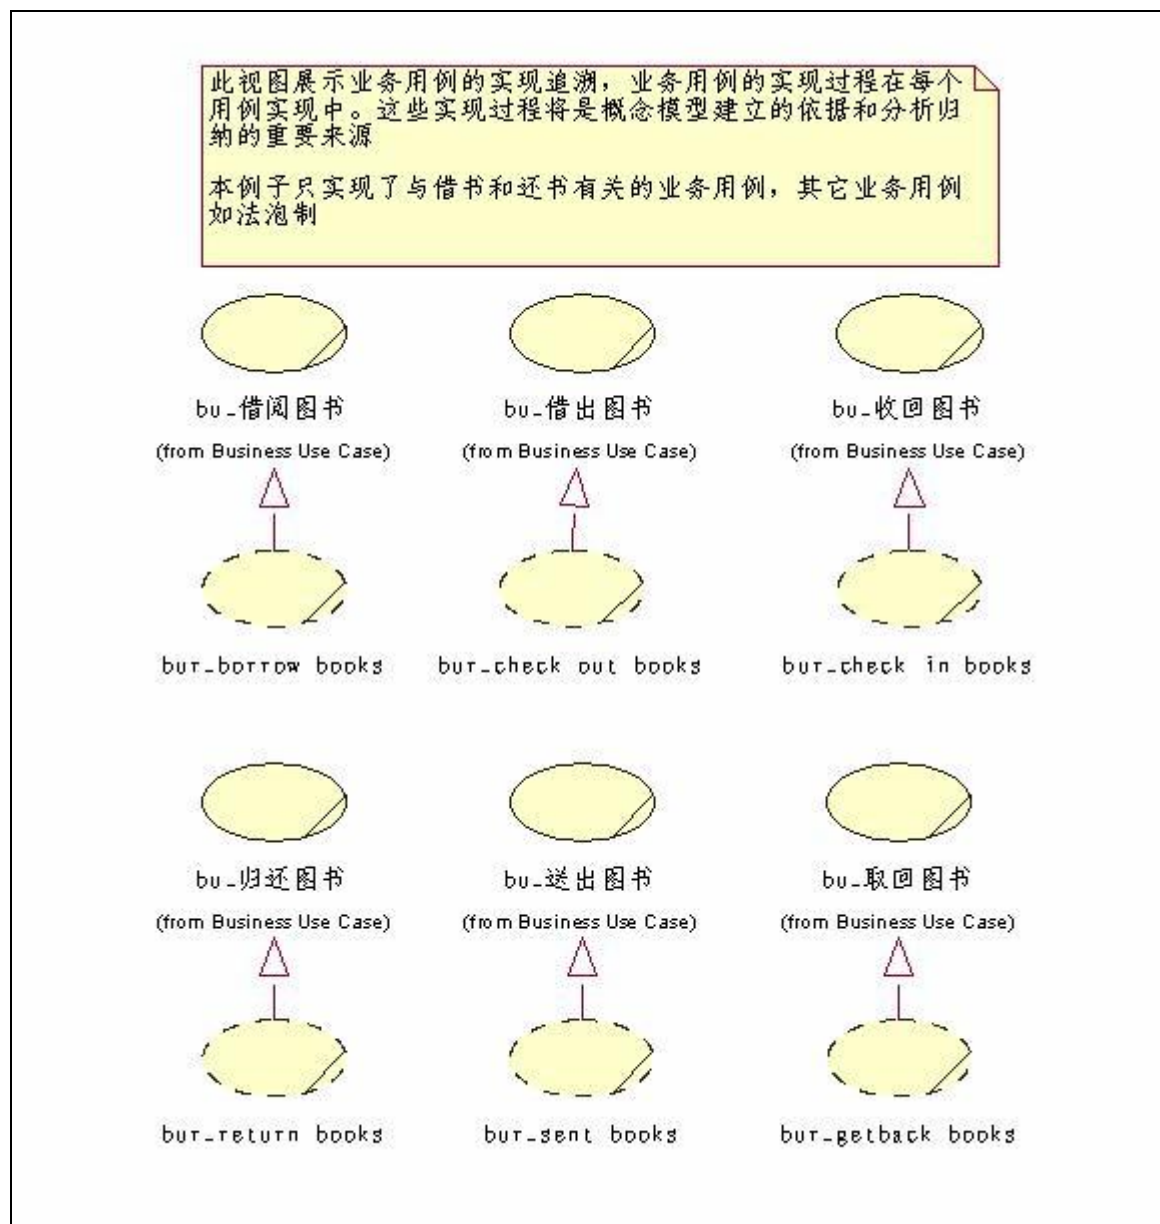 此视图展示业务用例的实现追溯，业务用例的实现过程在每个
用例实现中。这些实现过程将是概念模型建立的依据和分析归
纳的重要来源
本例子只实现了与借书和还书有关的业务用例，其它业务用例
如法泡制
bu_借阅图书 bu_借出图书 bu_收回图书
(from Business Use Case) (from Business Use Case) (from Business Use Case)
bur_borrow books bur_check out books bur_check in books
bu_归还图书 bu_送出图书 bu_取回图书
(from Business Use Case) (from Business Use Case) (from Business Use Case)
bur_return books bur_sent books bur_getback books